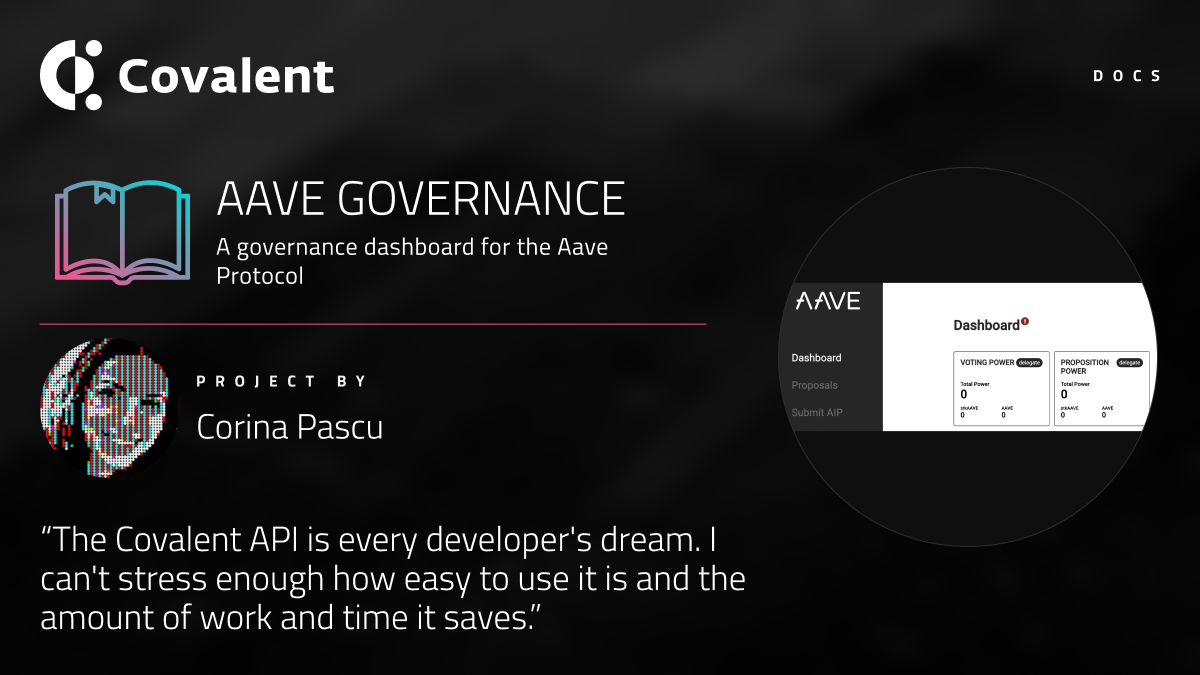 Covalent
DOCS
AAVE GOVERNANCE
A governance dashboard for the Aave
Protocol
PROJECT BY
Corina Pascu
“The Covalent API is every developer's dream. I
can't stress enough how easy to use it is and the
amount of work and time it saves.”
AAVE
Dashboard
Proposals
Submit AIP
Dashboard!
VOTING POWER delegate
Total Power
0
stkAAVE AAVE
0 0
PROPOSITION POWER delegate
Total Power
0
stkAAVE AAVE
0 0